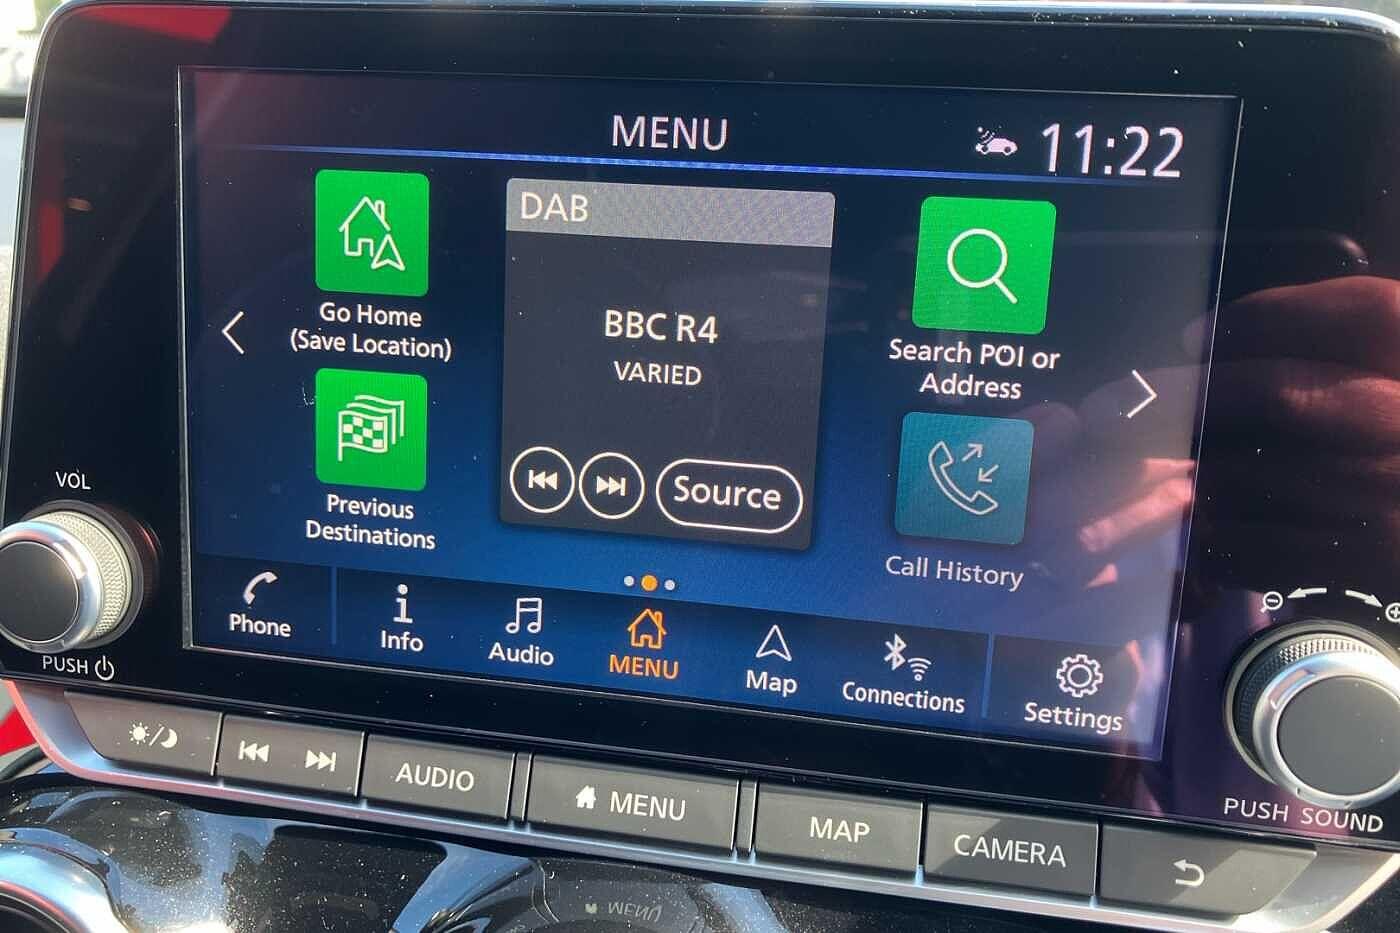 MENU
11:22
DAB
BBC R4
VARIED
Source
Go Home
(Save Location)
Previous
Destinations
Search POI or
Address
Call History
Phone
Info
Audio
MENU
Map
Connections
Settings
VOL
PUSH
PUSH SOUND
AUDIO
MENU
MAP
CAMERA
MENU